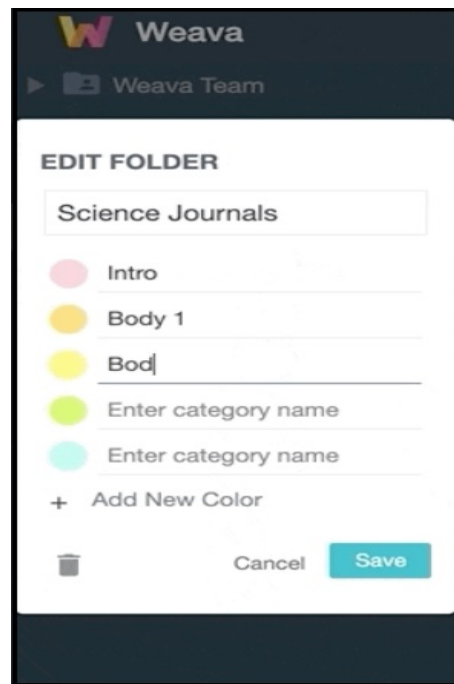 Weava
Weava Team
EDIT FOLDER
Science Journals
Intro
Body 1
Bod
Enter category name
Enter category name
+ Add New Color
Cancel Save